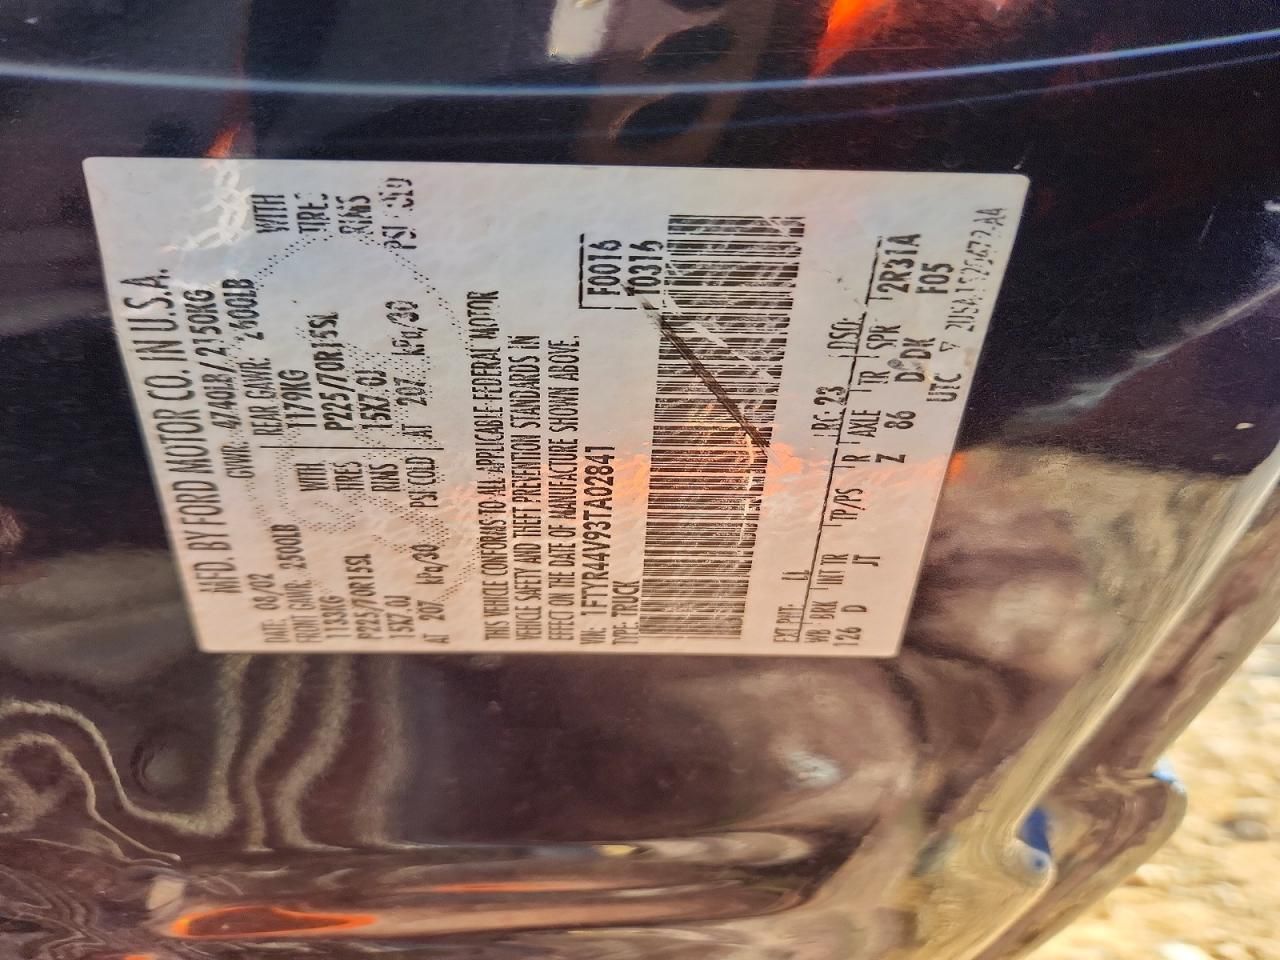 MFD. BY FORD MOTOR CO. IN U.S.A.
DATE: 08/02 GVWR: 4740LB/ 2150KG
FRONT GAWR: 2500LB REAR GAWR: 2600LB WITH
1133KG WITH 1179KG TIRES
P225/70R15SL TIRES P225/70R15SL RIMS
15X7.0J RIMS 15X7.0J
AT 207 kPa/30 PSI COLD AT 207 kPa/30 PSI COLD
THIS VEHICLE CONFORMS TO ALL APPLICABLE FEDERAL MOTOR
VEHICLE SAFETY AND THEFT PREVENTION STANDARDS IN
EFFECT ON THE DATE OF MANUFACTURE SHOWN ABOVE.
VIN: 1FTYR44V93TA02841 F0016
TYPE: TRUCK T0316
EXT PNT: LL RC: 23 DSO:
WB BRK INT TR TP/PS R AXLE TR SPR 2R31A
126 D JT Z 86 D DK F05
UTC